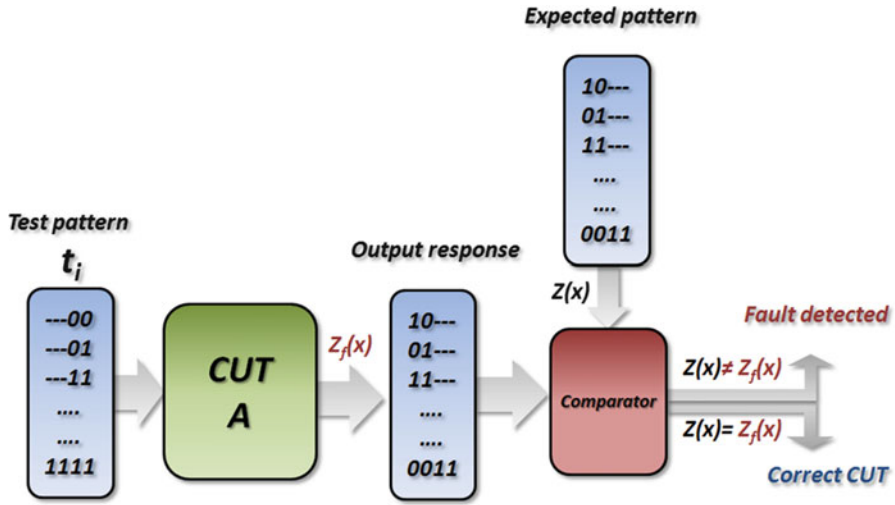 Expected pattern
10---
01---
11---
....
....
0011
Test pattern
tᵢ
---00
---01
---11
....
....
1111
CUT
A
Z_f(x)
Output response
10---
01---
11---
....
....
0011
Z(x)
Comparator
Fault detected
Z(x)≠ Z_f(x)
Z(x)= Z_f(x)
Correct CUT